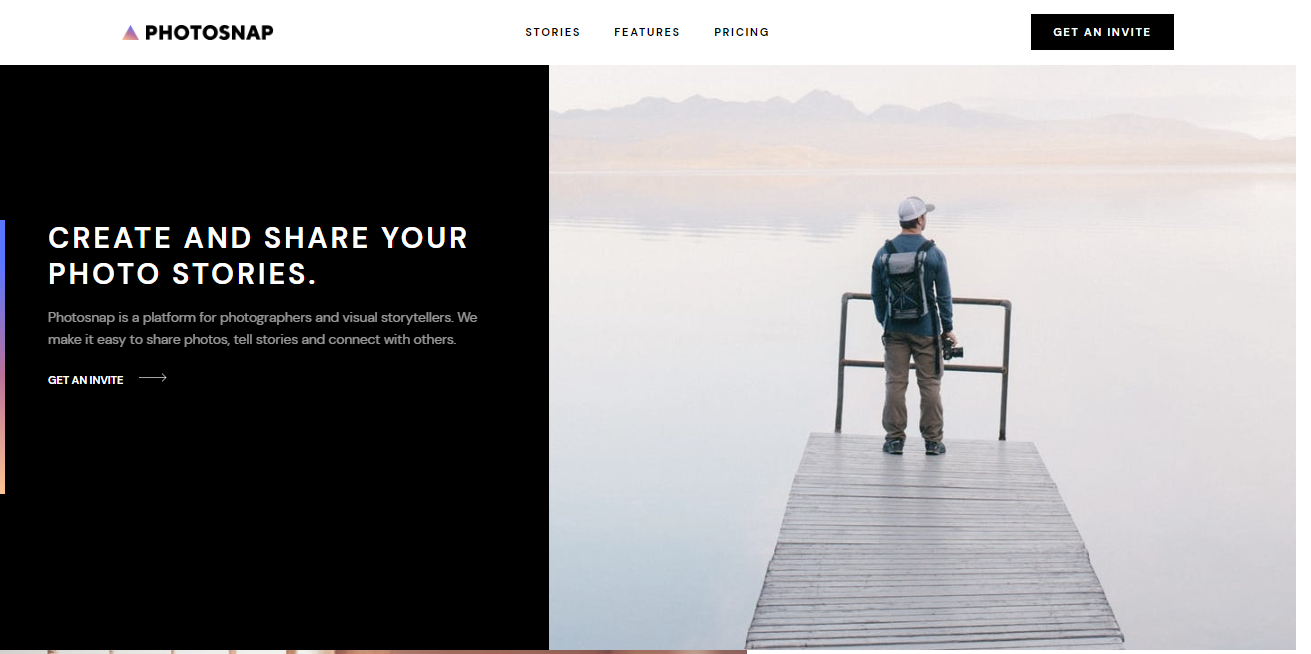 PHOTOSNAP
STORIES FEATURES PRICING
GET AN INVITE
CREATE AND SHARE YOUR
PHOTO STORIES.
Photosnap is a platform for photographers and visual storytellers. We
make it easy to share photos, tell stories and connect with others.
GET AN INVITE